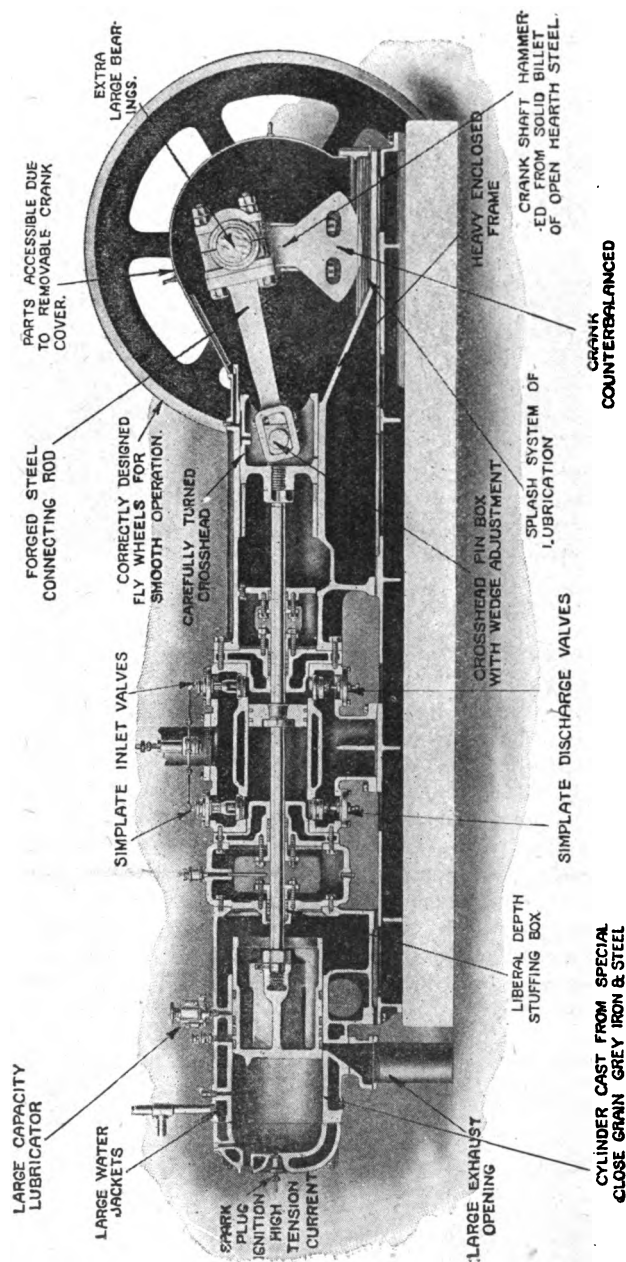 LARGE CAPACITY
LUBRICATOR
LARGE WATER
JACKETS
SPARK
PLUG
IGNITION
HIGH
TENSION
CURRENT
LARGE EXHAUST
OPENING
CYLINDER CAST FROM SPECIAL
CLOSE GRAIN GREY IRON & STEEL
LIBERAL DEPTH
STUFFING BOX
SIMPLATE INLET VALVES
SIMPLATE DISCHARGE VALVES
FORGED STEEL
CONNECTING ROD
CORRECTLY DESIGNED
FLY WHEELS FOR
SMOOTH OPERATION.
CAREFULLY TURNED
CROSSHEAD
CROSSHEAD PIN BOX
WITH WEDGE ADJUSTMENT
SPLASH SYSTEM OF
LUBRICATION
PARTS ACCESSIBLE DUE
TO REMOVABLE CRANK
COVER.
EXTRA
LARGE BEAR-
INGS.
HEAVY ENCLOSED
FRAME
CRANK SHAFT HAMMER-
ED FROM SOLID BILLET
OF OPEN HEARTH STEEL.
CRANK
COUNTERBALANCED